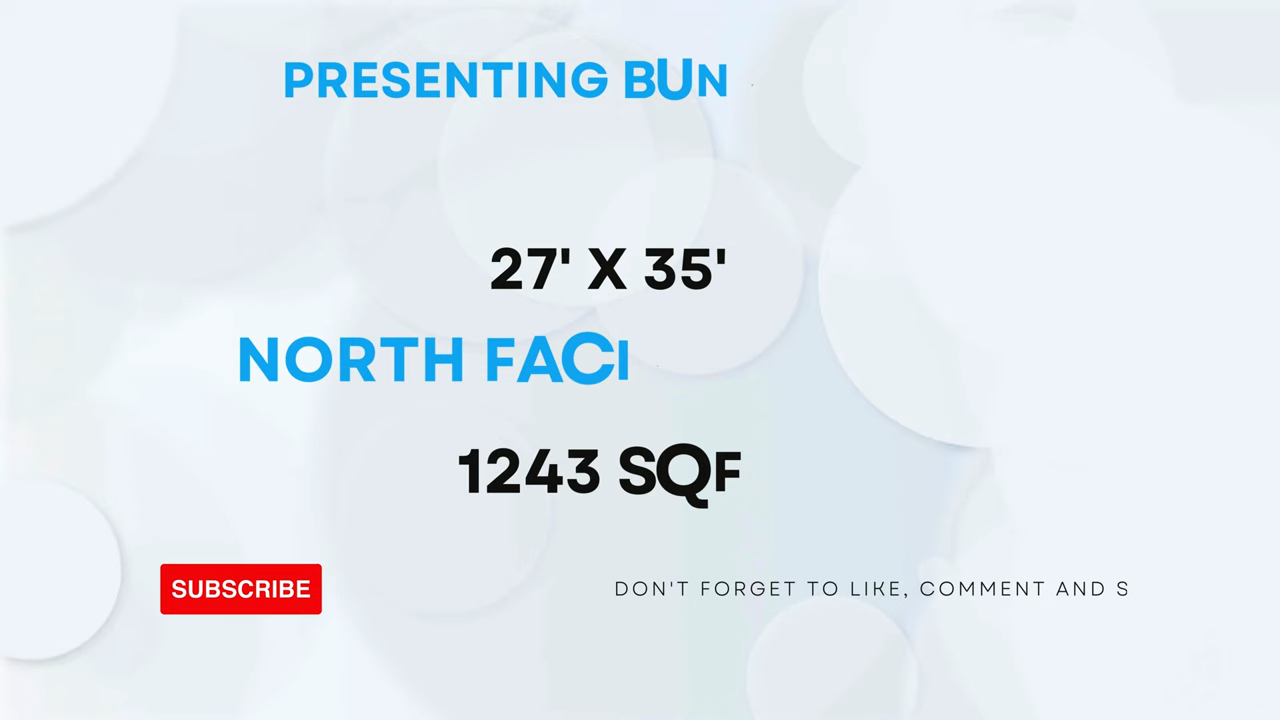 PRESENTING BUN
27' X 35'
NORTH FACI
1243 SQF
SUBSCRIBE
DON'T FORGET TO LIKE, COMMENT AND S